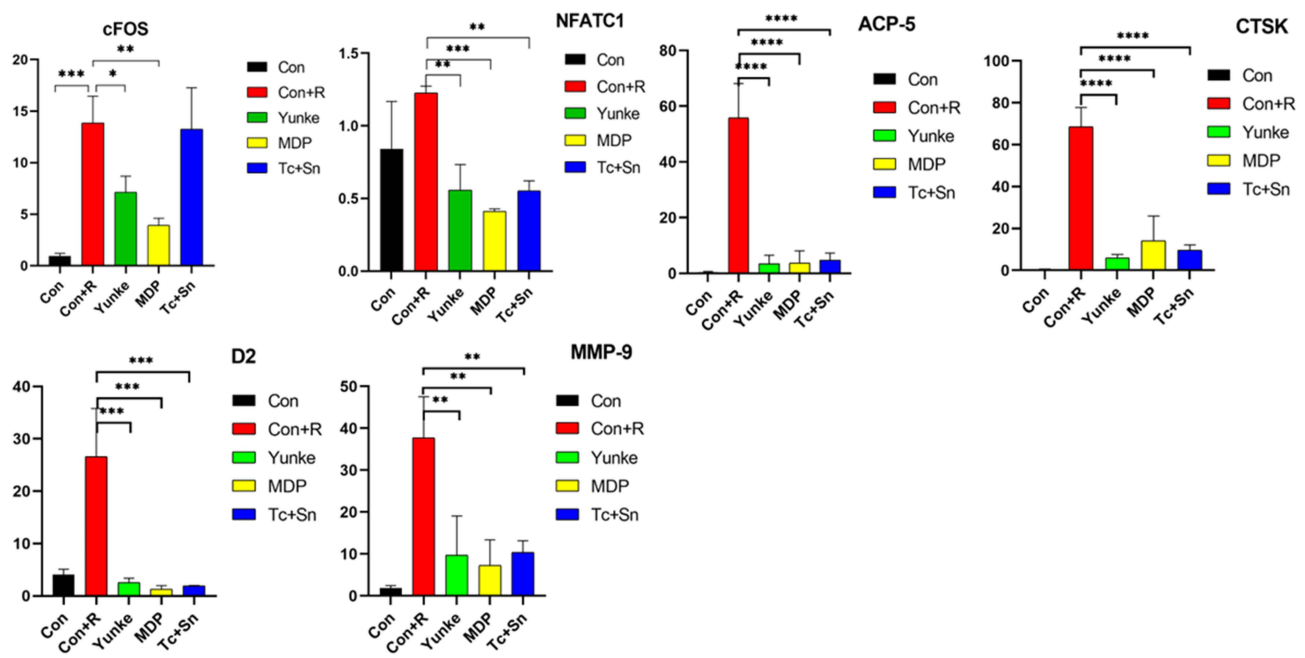 cFOS
*** * **
20
15
10
5
0
Con Con+R Yunke MDP Tc+Sn
Con
Con+R
Yunke
MDP
Tc+Sn
NFATC1
**
***
**
1.5
1.0
0.5
0.0
Con Con+R Yunke MDP Tc+Sn
Con
Con+R
Yunke
MDP
Tc+Sn
ACP-5
****
****
****
80
60
40
20
0
Con Con+R Yunke MDP Tc+Sn
Con
Con+R
Yunke
MDP
Tc+Sn
CTSK
****
****
****
100
80
60
40
20
0
Con Con+R Yunke MDP Tc+Sn
Con
Con+R
Yunke
MDP
Tc+Sn
D2
***
***
***
40
30
20
10
0
Con Con+R Yunke MDP Tc+Sn
Con
Con+R
Yunke
MDP
Tc+Sn
MMP-9
**
**
**
50
40
30
20
10
0
Con Con+R Yunke MDP Tc+Sn
Con
Con+R
Yunke
MDP
Tc+Sn